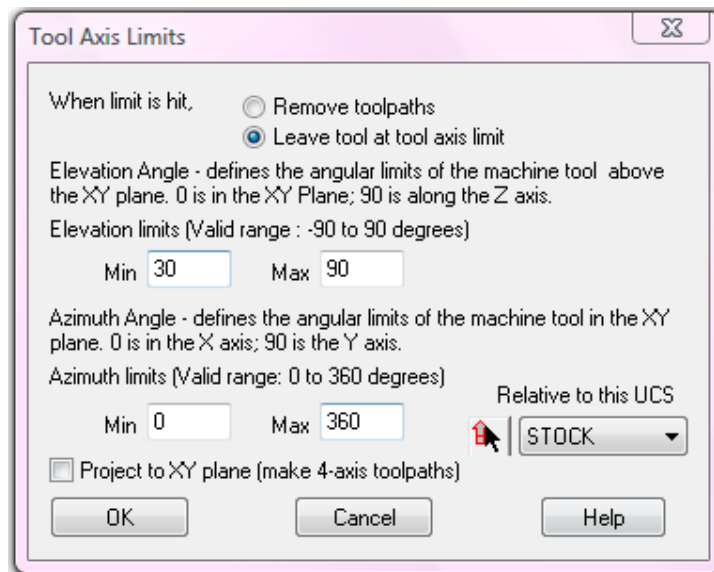 Tool Axis Limits
When limit is hit,
Remove toolpaths
Leave tool at tool axis limit
Elevation Angle - defines the angular limits of the machine tool above
the XY plane. 0 is in the XY Plane; 90 is along the Z axis.
Elevation limits (Valid range : -90 to 90 degrees)
Min 30 Max 90
Azimuth Angle - defines the angular limits of the machine tool in the XY
plane. 0 is in the X axis; 90 is the Y axis.
Azimuth limits (Valid range: 0 to 360 degrees)
Relative to this UCS
Min 0 Max 360
STOCK
Project to XY plane (make 4-axis toolpaths)
OK Cancel Help